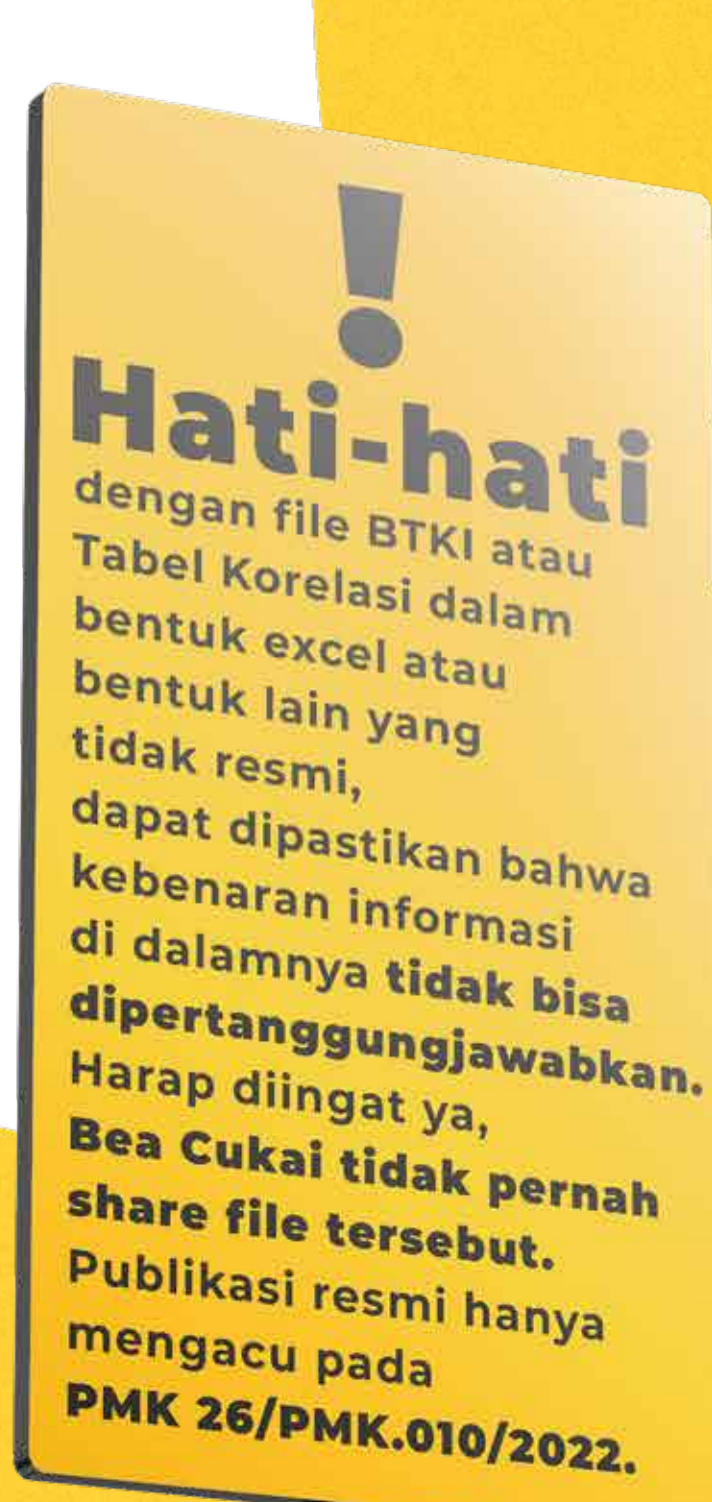 !
Hati-hati
dengan file BTKI atau
Tabel Korelasi dalam
bentuk excel atau
bentuk lain yang
tidak resmi,
dapat dipastikan bahwa
kebenaran informasi
di dalamnya tidak bisa
dipertanggungjawabkan.
Harap diingat ya,
Bea Cukai tidak pernah
share file tersebut.
Publikasi resmi hanya
mengacu pada
PMK 26/PMK.010/2022.